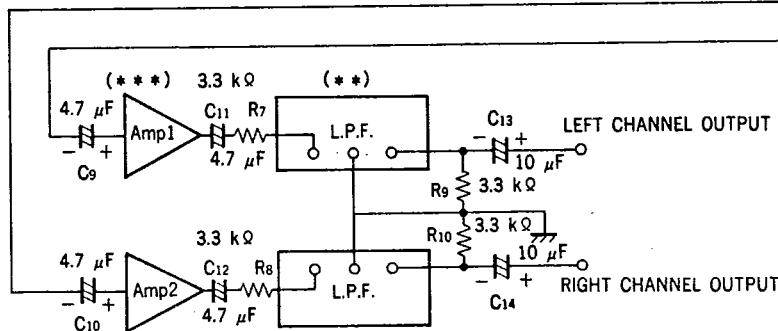 (***) 3.3 kΩ (**)
4.7 μF C11 R7 C13
Amp1 L.P.F. − + LEFT CHANNEL OUTPUT
− + 4.7 μF 10 μF
C9 R9 3.3 kΩ
3.3 kΩ R10 3.3 kΩ
4.7 μF C12 R8 10 μF
Amp2 L.P.F. − +
− + 4.7 μF C14 RIGHT CHANNEL OUTPUT
C10